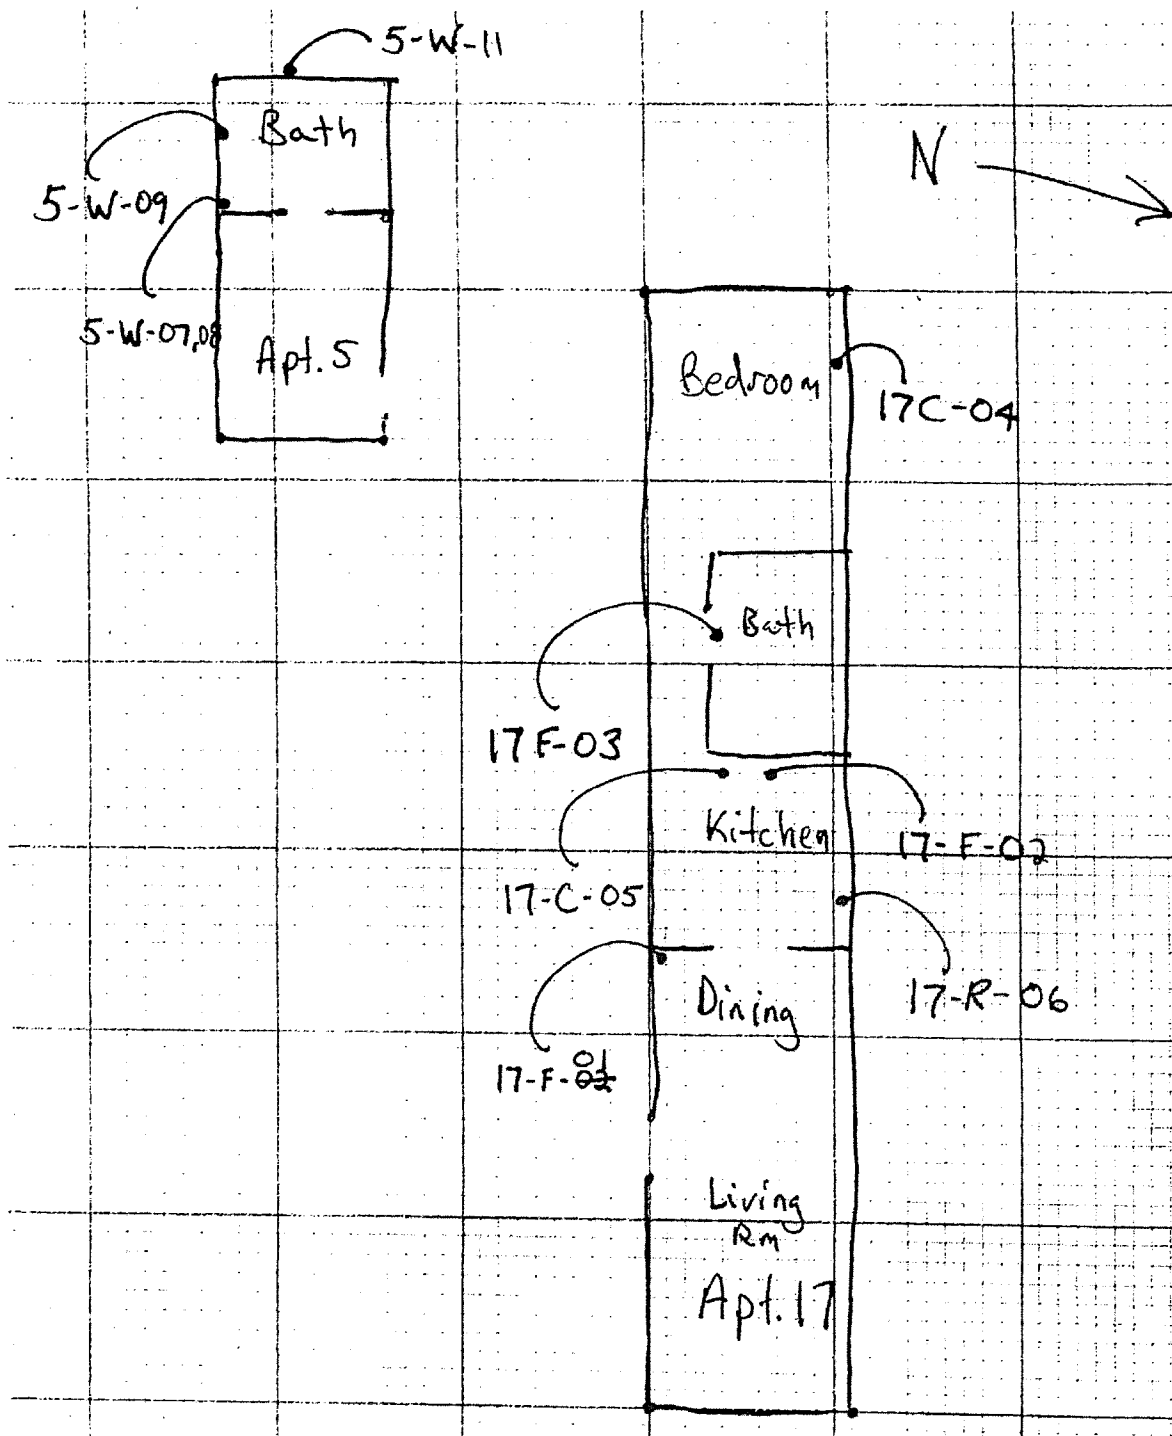 5-W-11
Bath
N
5-W-09
5-W-07,08
Apt. 5
Bedroom
17C-04
Bath
17F-03
Kitchen
17-F-02
17-C-05
17-R-06
Dining
01
17-F-02
Living
Rm
Apt. 17